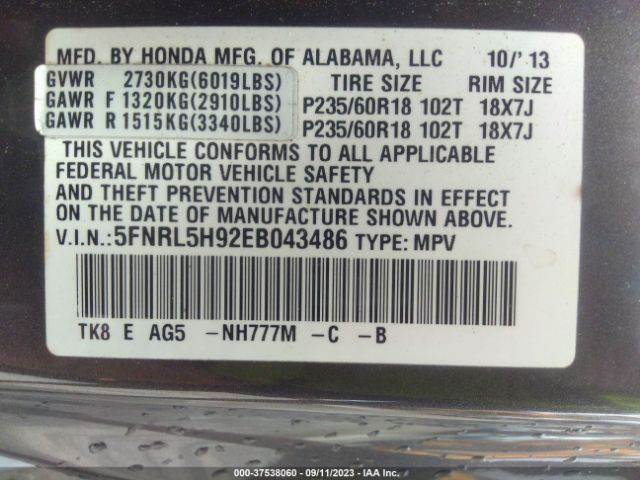 MFD. BY HONDA MFG. OF ALABAMA, LLC 10/'13
GVWR 2730KG(6019LBS) TIRE SIZE RIM SIZE
GAWR F 1320KG(2910LBS) P235/60R18 102T 18X7J
GAWR R 1515KG(3340LBS) P235/60R18 102T 18X7J
THIS VEHICLE CONFORMS TO ALL APPLICABLE
FEDERAL MOTOR VEHICLE SAFETY
AND THEFT PREVENTION STANDARDS IN EFFECT
ON THE DATE OF MANUFACTURE SHOWN ABOVE.
V.I.N.:5FNRL5H92EB043486 TYPE: MPV
TK8 E AG5 -NH777M -C -B
000-37538060 - 09/11/2023 - IAA Inc.